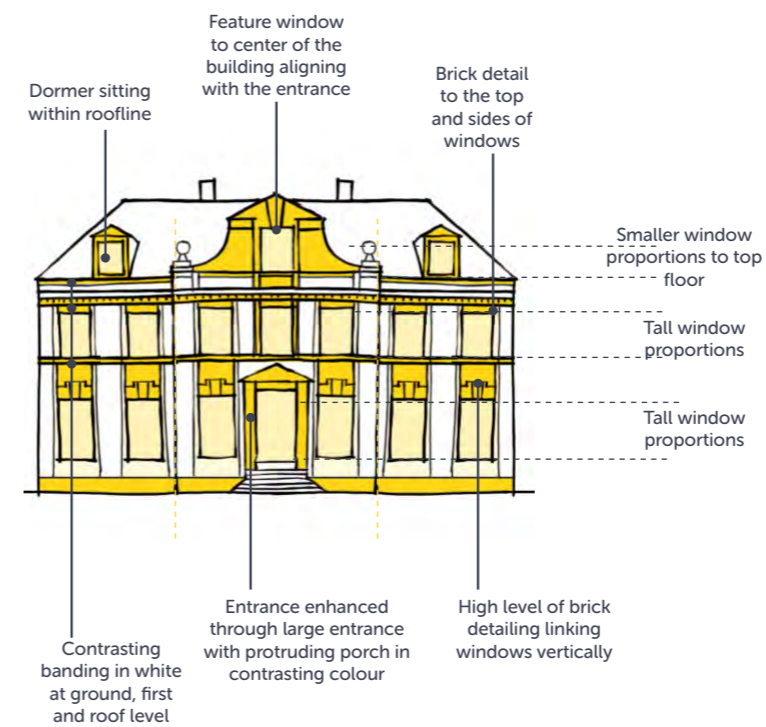 Feature window
to center of the
building aligning
with the entrance
Dormer sitting
within roofline
Brick detail
to the top
and sides of
windows
Smaller window
proportions to top
floor
Tall window
proportions
Tall window
proportions
Contrasting
banding in white
at ground, first
and roof level
Entrance enhanced
through large entrance
with protruding porch in
contrasting colour
High level of brick
detailing linking
windows vertically